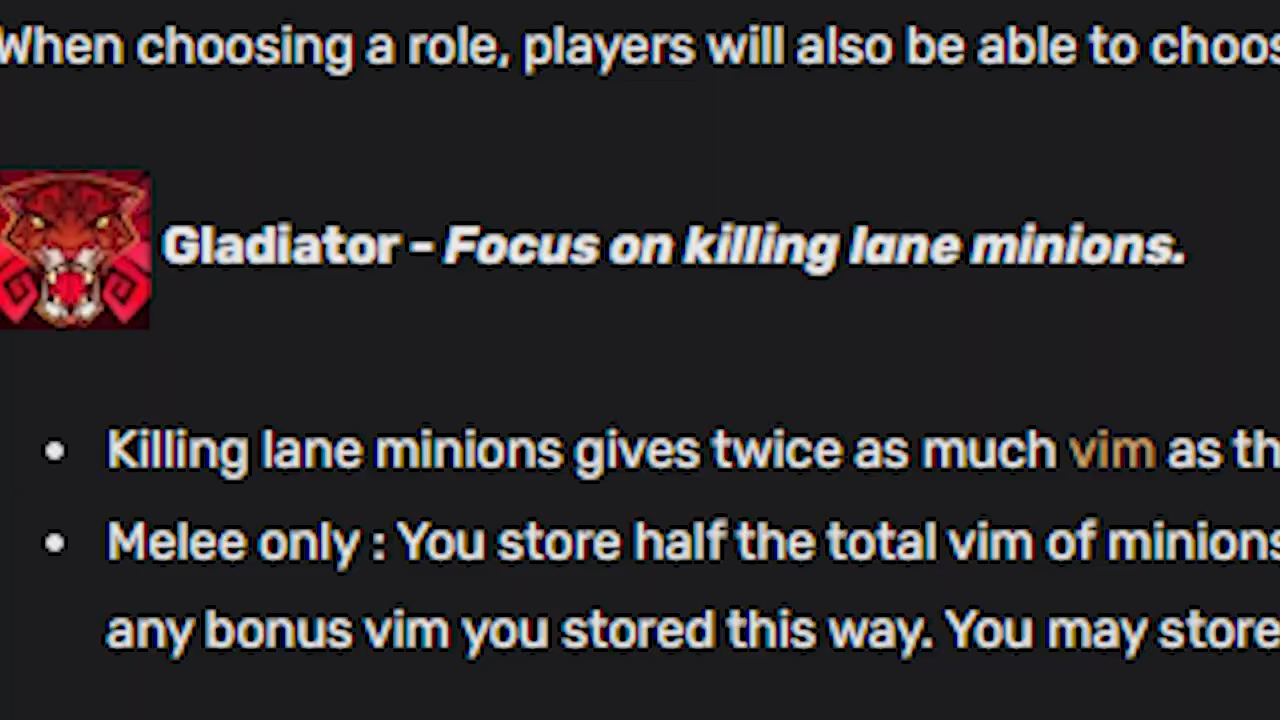 When choosing a role, players will also be able to choos
Gladiator - Focus on killing lane minions.
Killing lane minions gives twice as much vim as th
Melee only : You store half the total vim of minions
any bonus vim you stored this way. You may store